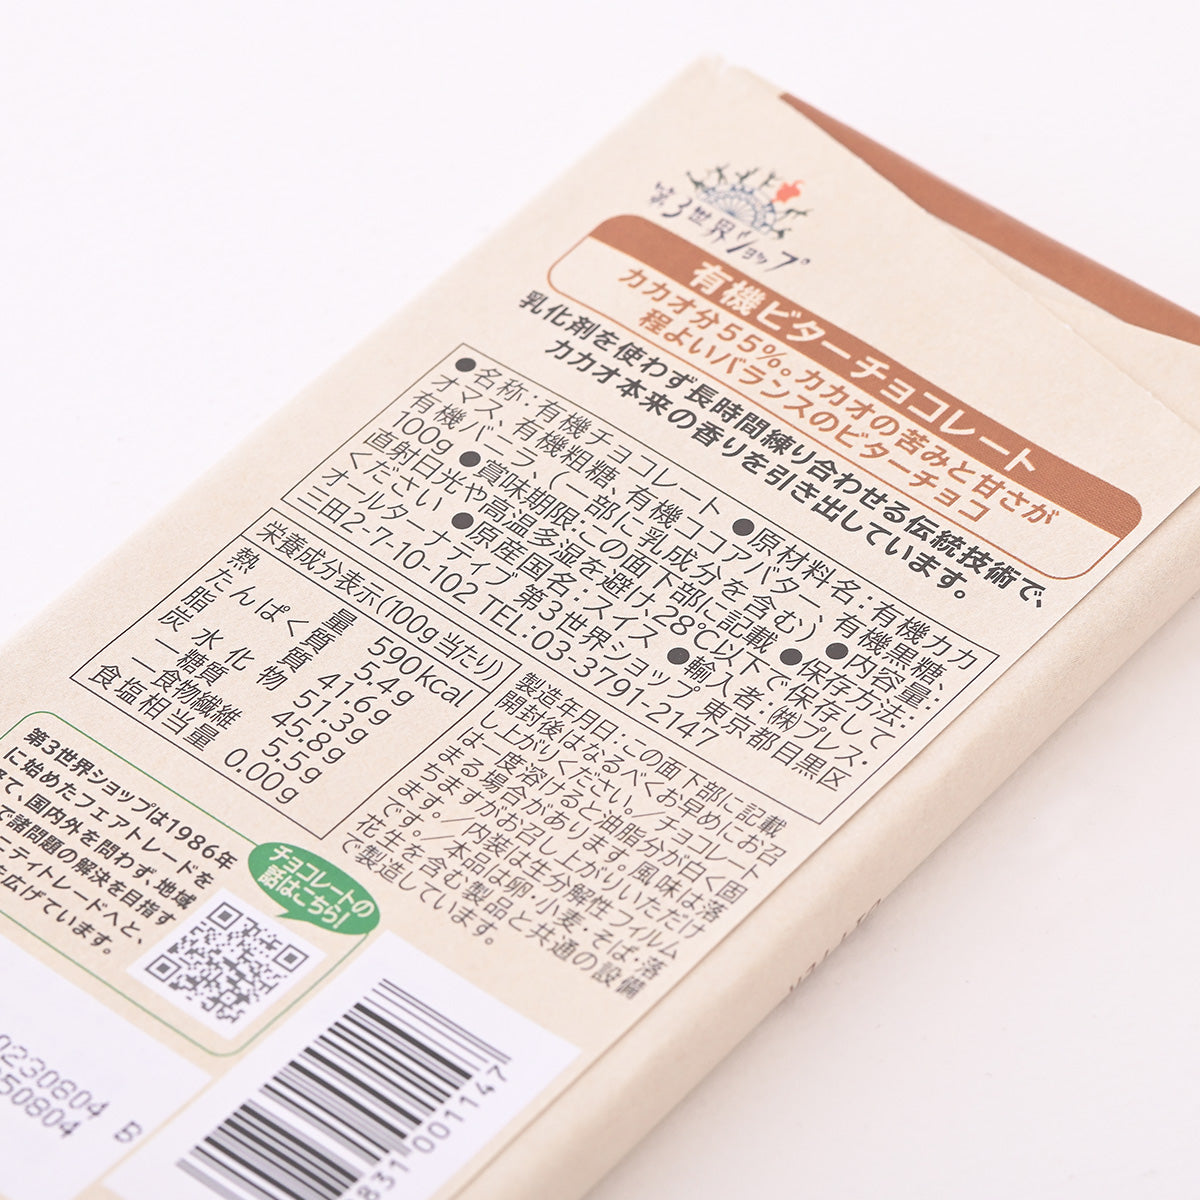 第3世界ショップ
有機ビターチョコレート
カカオ分55%。カカオの苦みと甘さが
程よいバランスのビターチョコ
乳化剤を使わず長時間練り合わせる伝統技術で、
カカオ本来の香りを引き出しています。
●名称:有機チョコレート ●原材料名:有機カカ
オマス、有機粗糖、有機ココアバター、有機黒糖、
有機バニラ、(一部に乳成分を含む) ●内容量:
100g ●賞味期限:この面下部に記載 ●保存方法:
直射日光や高温多湿を避け、28℃以下で保存して
ください ●原産国名:スイス ●輸入者:㈱プレス・
オールターナティブ 第3世界ショップ 東京都目黒区
三田2-7-10-102 TEL:03-3791-2147
栄養成分表示(100g当たり)
熱量 590kcal
たんぱく質 5.4g
脂質 41.6g
炭水化物 51.3g
―糖質 45.8g
―食物繊維 5.5g
食塩相当量 0.00g
製造年月日:この面下部に記載
開封後はなるべくお早めにお召
し上がりください。/チョコレート
は一度溶けると油脂分が白く固
まる場合があります。風味は落
ちますがお召し上がりいただけ
ます。/内装は生分解性フィルム
です。/本品は卵・小麦・そば・落
花生を含む製品と共通の設備
で製造しています。
第3世界ショップは1986年
に始めたフェアトレードを
て、国内外を問わず、地域
で諸問題の解決を目指す
ニティトレードへと、
広げています。
チョコレートの
話はこちら!
0230804 B
50804
831 001147